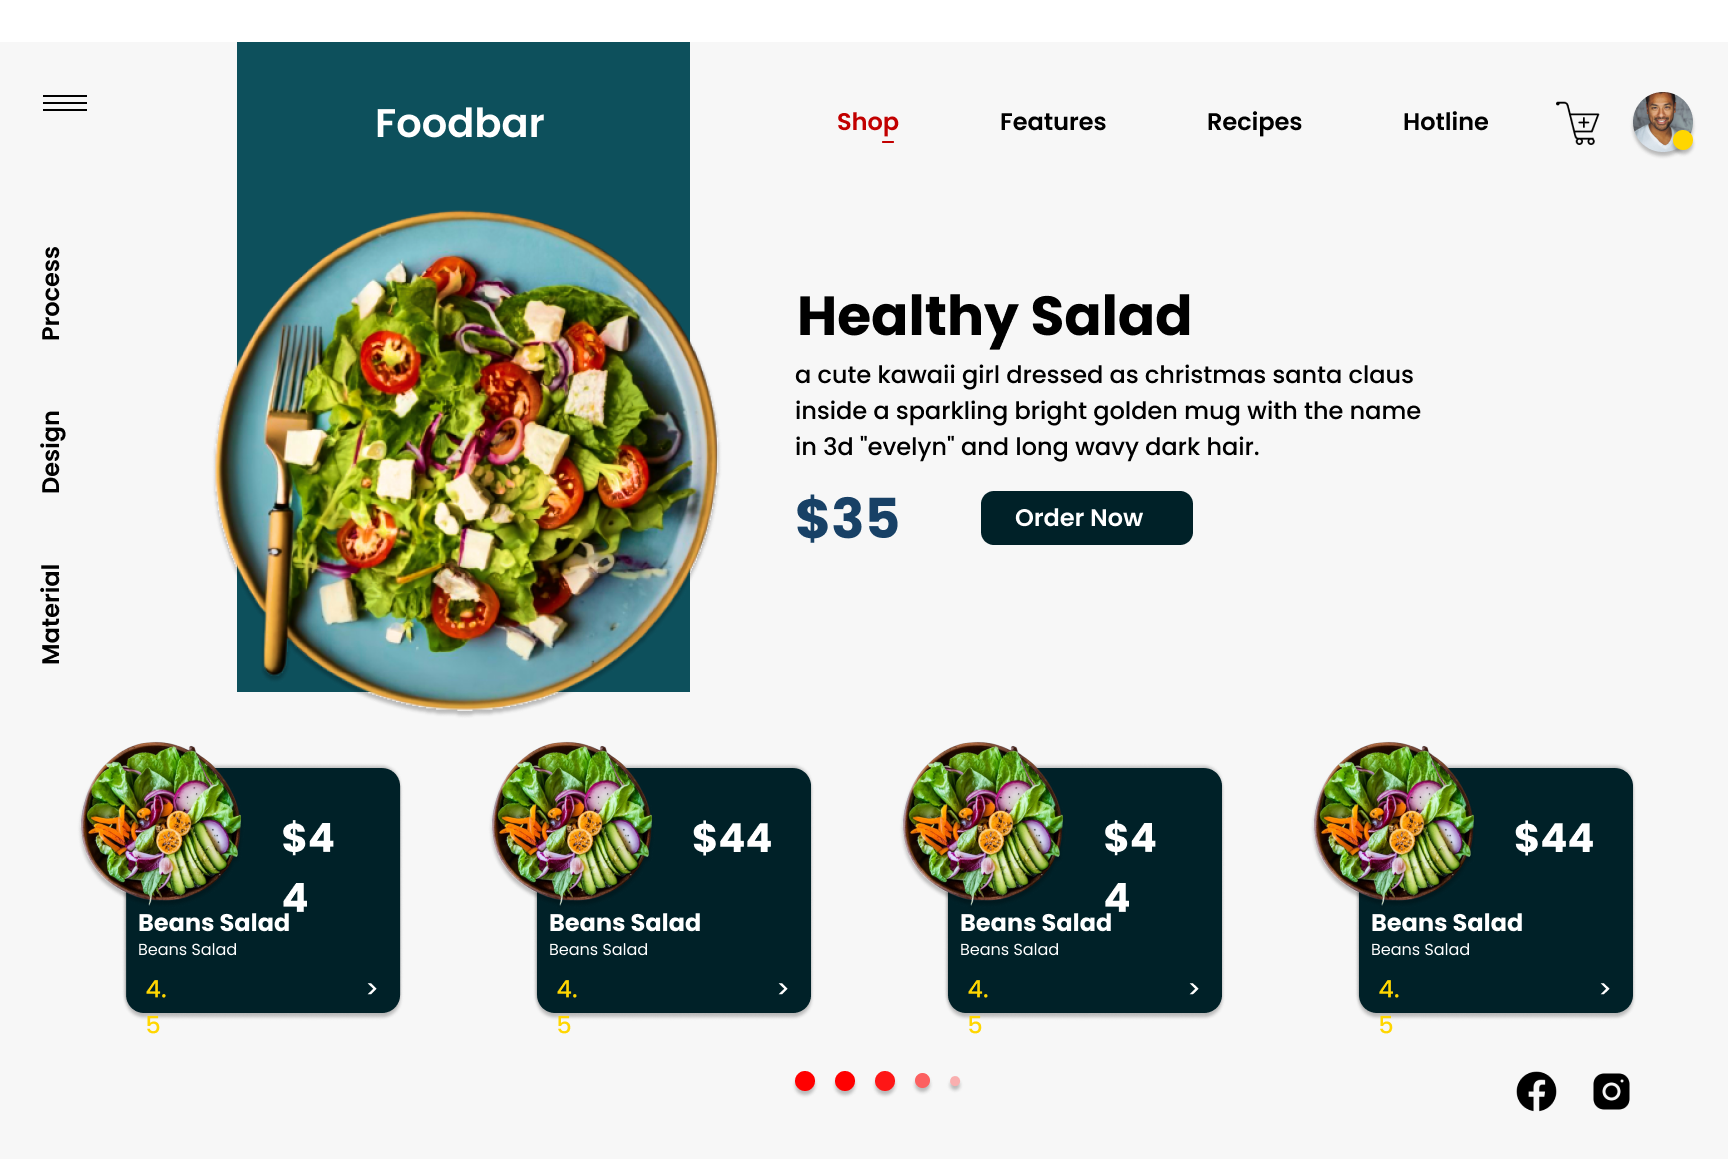 Foodbar
Shop
Features
Recipes
Hotline
Process
Design
Material
Healthy Salad
a cute kawaii girl dressed as christmas santa claus
inside a sparkling bright golden mug with the name
in 3d "evelyn" and long wavy dark hair.
$35
Order Now
$4
4
Beans Salad
Beans Salad
4.
5
>
$44
Beans Salad
Beans Salad
4.
5
>
$4
4
Beans Salad
Beans Salad
4.
5
>
$44
Beans Salad
Beans Salad
4.
5
>